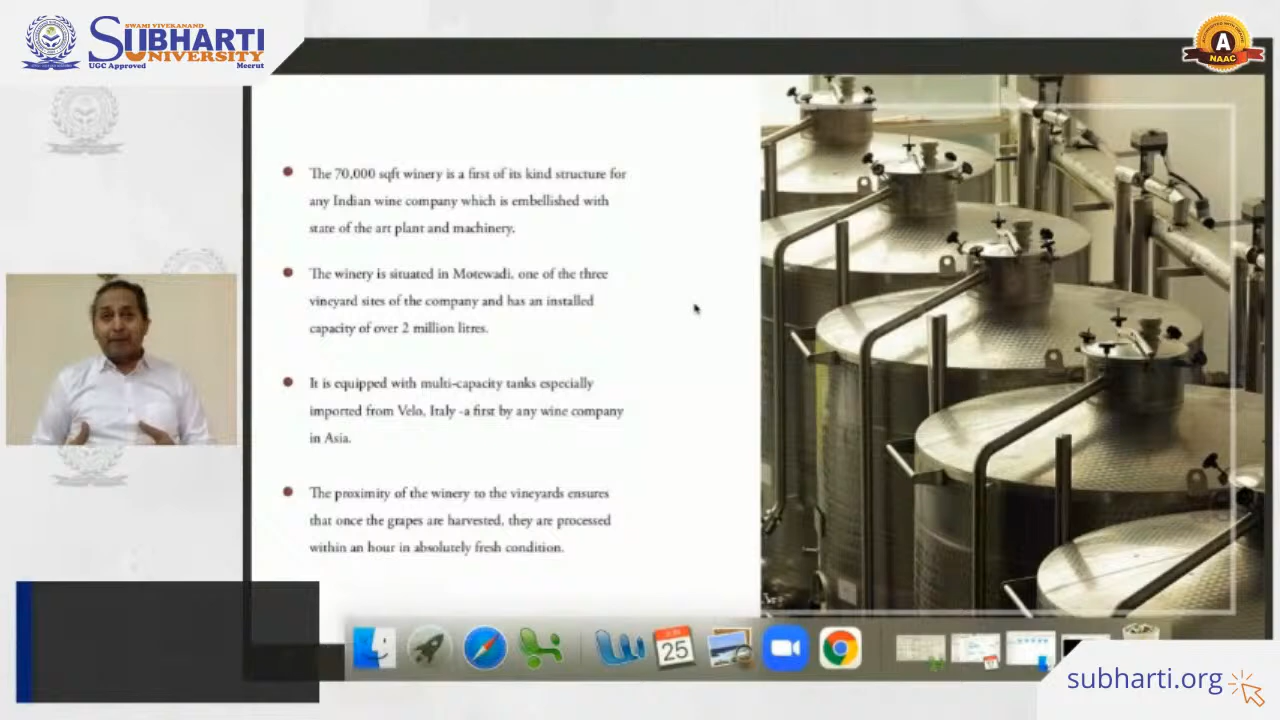 SWAMI VIVEKANAND
SUBHARTI
UNIVERSITY
UGC Approved Meerut
A
NAAC
The 70,000 sqft winery is a first of its kind structure for
any Indian wine company which is embellished with
state of the art plant and machinery.
The winery is situated in Motewadi, one of the three
vineyard sites of the company and has an installed
capacity of over 2 million litres.
It is equipped with multi-capacity tanks especially
imported from Velo, Italy -a first by any wine company
in Asia.
The proximity of the winery to the vineyards ensures
that once the grapes are harvested, they are processed
within an hour in absolutely fresh condition.
25
subharti.org